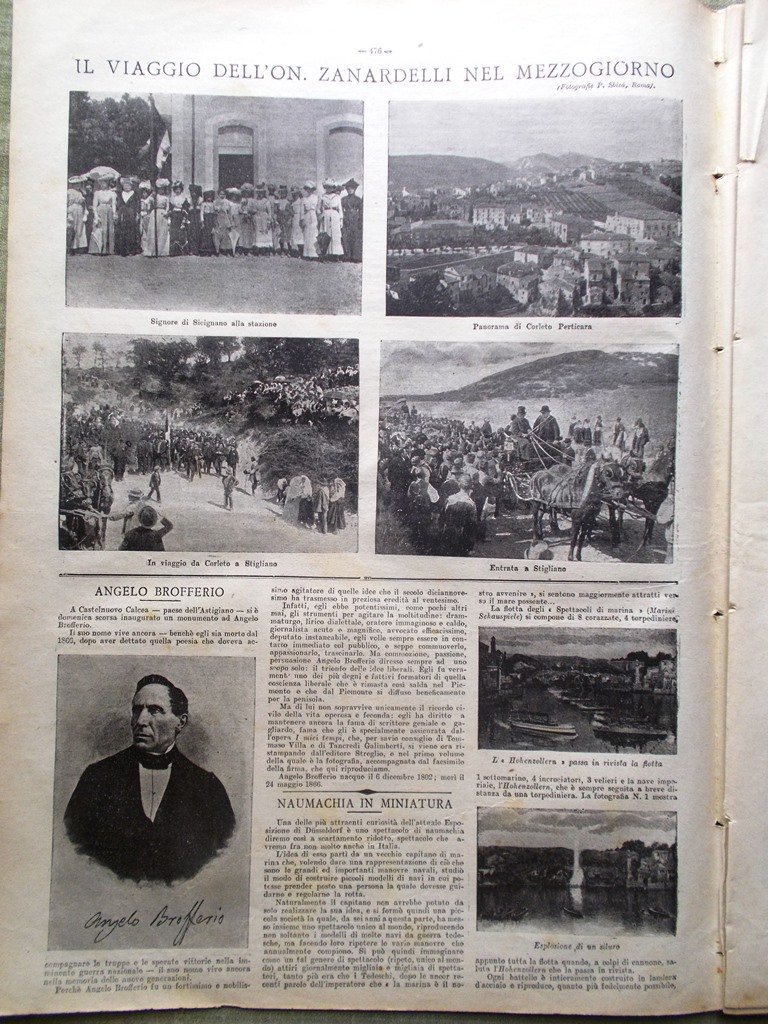 — 476 —
IL VIAGGIO DELL'ON. ZANARDELLI NEL MEZZOGIORNO
(Fotografie P. Sbisà, Roma).
Signore di Sicignano alla stazione
Panorama di Corleto Perticara
In viaggio da Corleto a Stigliano
Entrata a Stigliano
ANGELO BROFFERIO
A Castelnuovo Calcea — paese dell'Astigiano — si è
domenica scorsa inaugurato un monumento ad Angelo
Brofferio.
Il suo nome vive ancora — benchè egli sia morto dal
1866, dopo aver dettato quella poesia che doveva ac-
Angelo Brofferio
compagnare le truppe e le sperate vittorie nella im-
minente guerra nazionale — il suo nome vive ancora
nella memoria delle nuove generazioni.
Perchè Angelo Brofferio fu un fortissimo e nobilis-
simo agitatore di quelle idee che il secolo diciannove-
simo ha trasmesso in preziosa eredità al ventesimo.
Infatti, egli ebbe potentissimi, come pochi altri
mai, gli strumenti per agitare la moltitudine: dram-
maturgo, lirico dialettale, oratore immaginoso e caldo,
giornalista acuto e magnifico, avvocato efficacissimo,
deputato instancabile, egli volle sempre essere in con-
tatto immediato col pubblico, e seppe commuoverlo,
appassionarlo, trascinarlo. Ma commozione, passione,
persuasione Angelo Brofferio diresse sempre ad uno
scopo solo: il trionfo delle idee liberali. Egli fu vera-
ment' uno dei più degni e fattivi formatori di quella
coscienza liberale che è rimasta così salda nel Pie-
monte e che dal Piemonte si diffuse beneficamente
per la penisola.
Ma di lui non sopravvive unicamente il ricordo ci-
vile della vita operosa e feconda: egli ha diritto a
mantenere ancora la fama di scrittore geniale e ga-
gliardo, fama che gli è specialmente assicurata dal-
l'opera I miei tempi, che, per savio consiglio di Tom-
maso Villa e di Tancredi Galimberti, si viene ora ri-
stampando dall'editore Streglio, e nel primo volume
della quale è la fotografia, accompagnata dal facsimile
della firma, che qui riproduciamo.
Angelo Brofferio nacque il 6 dicembre 1802; morì il
24 maggio 1866.
NAUMACHIA IN MINIATURA
Una delle più attraenti curiosità dell'attuale Espo-
sizione di Düsseldorf è uno spettacolo di naumachia
diremo così a scartamento ridotto, spettacolo che a-
vremo fra non molto anche in Italia.
L'idea di esso partì da un vecchio capitano di ma-
rina che, volendo dare una rappresentazione di ciò che
sono le grandi ed importanti manovre navali, studiò
il modo di costruire piccoli modelli di navi in cui po-
tesse prender posto una persona la quale dovesse gui-
darne e regolarne la rotta.
Naturalmente il capitano non avrebbe potuto da
solo realizzare la sua idea, e si formò quindi una pic-
cola società la quale, da sei anni a questa parte, ha mes-
so insieme uno spettacolo unico al mondo, riproducendo
non soltanto i modelli di molte navi da guerra tede-
sche, ma facendo loro ripetere le varie manovre che
annualmente compiono. Si può quindi immaginare
come un tal genere di spettacolo (ripeto, unico al mon-
do) attiri giornalmente migliaia e migliaia di spetta-
tori, tanto più ora che i Tedeschi, dopo le ancor re-
centi parole dell'imperatore che « la marina è il no-
stro avvenire », si sentono maggiormente attratti ver-
so il mare possente...
La flotta degli « Spettacoli di marina » (Marine
Schauspiele) si compone di 8 corazzate, 4 torpediniere,
L' « Hohenzollern » passa in rivista la flotta
1 sottomarino, 4 incrociatori, 3 velieri e la nave impe-
riale, l'Hohenzollern, che è sempre seguita a breve di-
stanza da una torpediniera. La fotografia N. 1 mostra
Esplosione di un siluro
appunto tutta la flotta quando, a colpi di cannone, sa-
luta l'Hohenzollern che la passa in rivista.
Ogni battello è intieramente costruito in lamiera
d'acciaio e riproduce, quanto più fedelmente possibile,